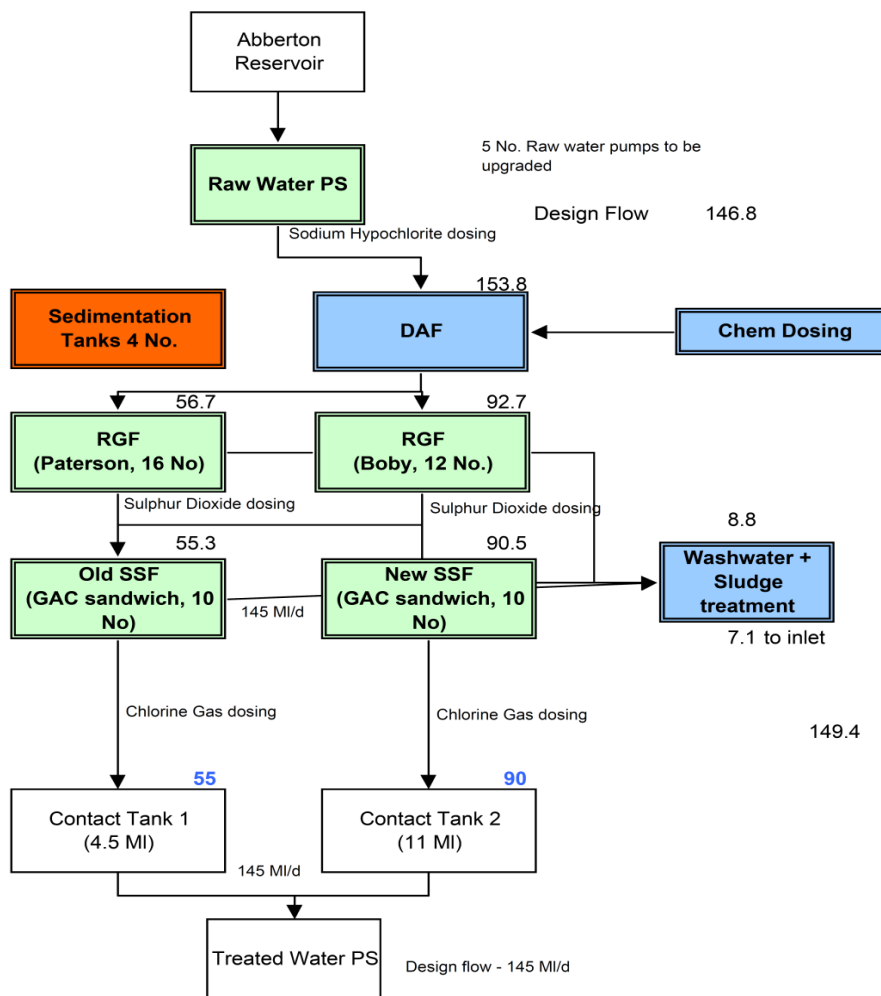 Abberton
Reservoir
5 No. Raw water pumps to be
upgraded
Raw Water PS
Design Flow 146.8
Sodium Hypochlorite dosing
153.8
Sedimentation
Tanks 4 No.
DAF
Chem Dosing
56.7
92.7
RGF
(Paterson, 16 No)
RGF
(Boby, 12 No.)
Sulphur Dioxide dosing
Sulphur Dioxide dosing
8.8
55.3
90.5
Old SSF
(GAC sandwich, 10
No)
New SSF
(GAC sandwich, 10
No)
Washwater +
Sludge
treatment
145 Ml/d
7.1 to inlet
Chlorine Gas dosing
Chlorine Gas dosing
149.4
55
90
Contact Tank 1
(4.5 Ml)
Contact Tank 2
(11 Ml)
145 Ml/d
Treated Water PS
Design flow - 145 Ml/d